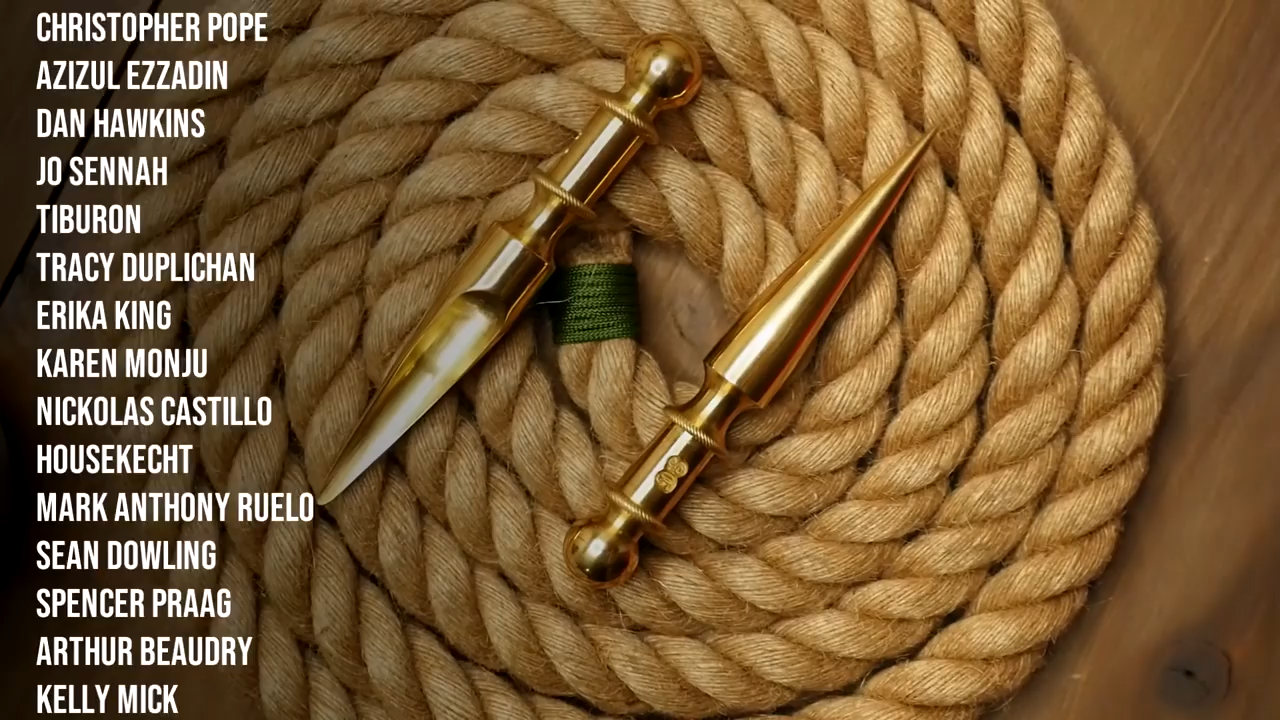 CHRISTOPHER POPE
AZIZUL EZZADIN
DAN HAWKINS
JO SENNAH
TIBURON
TRACY DUPLICHAN
ERIKA KING
KAREN MONJU
NICKOLAS CASTILLO
HOUSEKECHT
MARK ANTHONY RUELO
SEAN DOWLING
SPENCER PRAAG
ARTHUR BEAUDRY
KELLY MICK